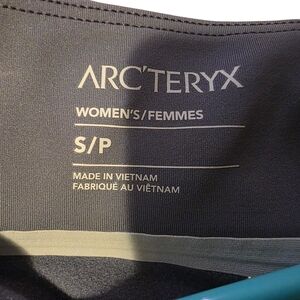 ARC'TERYX
WOMEN'S/FEMMES
S/P
MADE IN VIETNAM
FABRIQUÉ AU VIÊTNAM